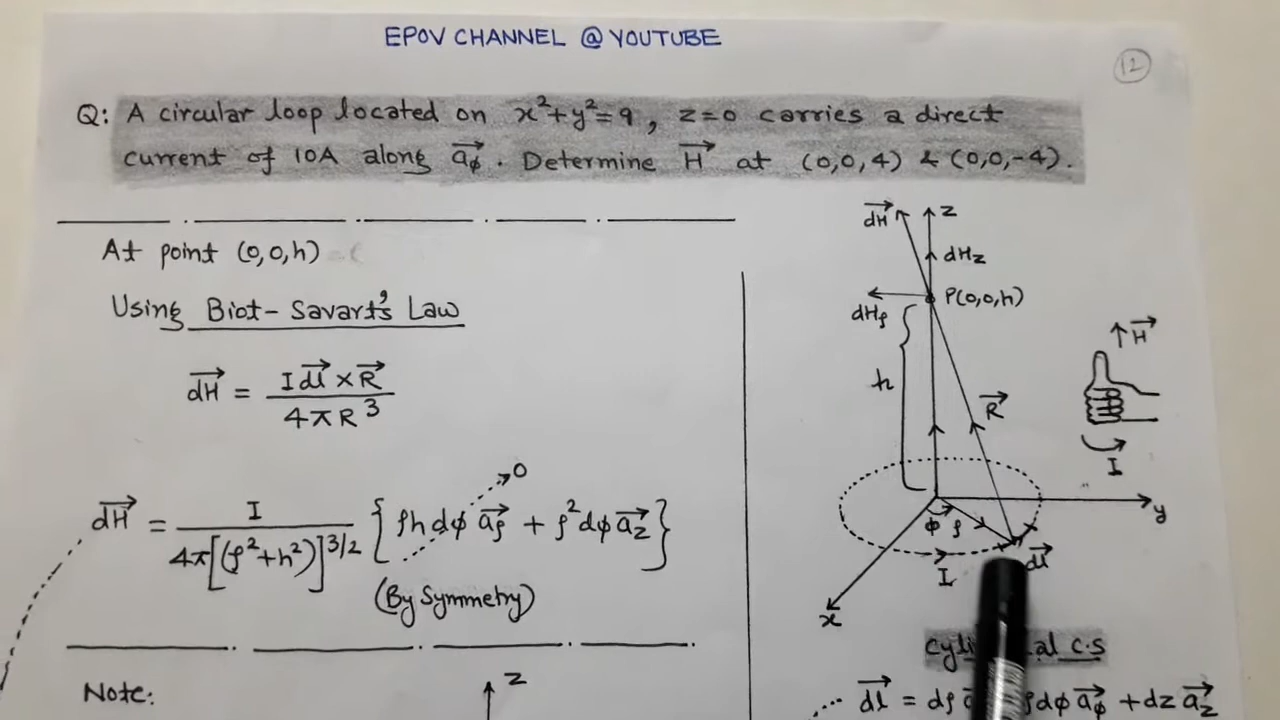 EPOV CHANNEL @ YOUTUBE
12
Q: A circular loop located on x²+y²=9, z=0 carries a direct
current of 10A along a⃗ϕ. Determine H⃗ at (0,0,4) & (0,0,-4).
At point (0,0,h)
Using Biot-Savart's Law
dH⃗ = I dl⃗ × R⃗ / 4πR³
dH⃗ = I / 4π[(ρ²+h²)]^3/2 {ρh dϕ a⃗ρ + ρ²dϕ a⃗z}
0
(By Symmetry)
Note:
z
dH⃗
z
dHz
dHρ
P(0,0,h)
h
R⃗
H⃗
I
ϕ
ρ
y
I
dl⃗
x
C.S
dl⃗ = dρ ρdϕ a⃗ϕ + dz a⃗z